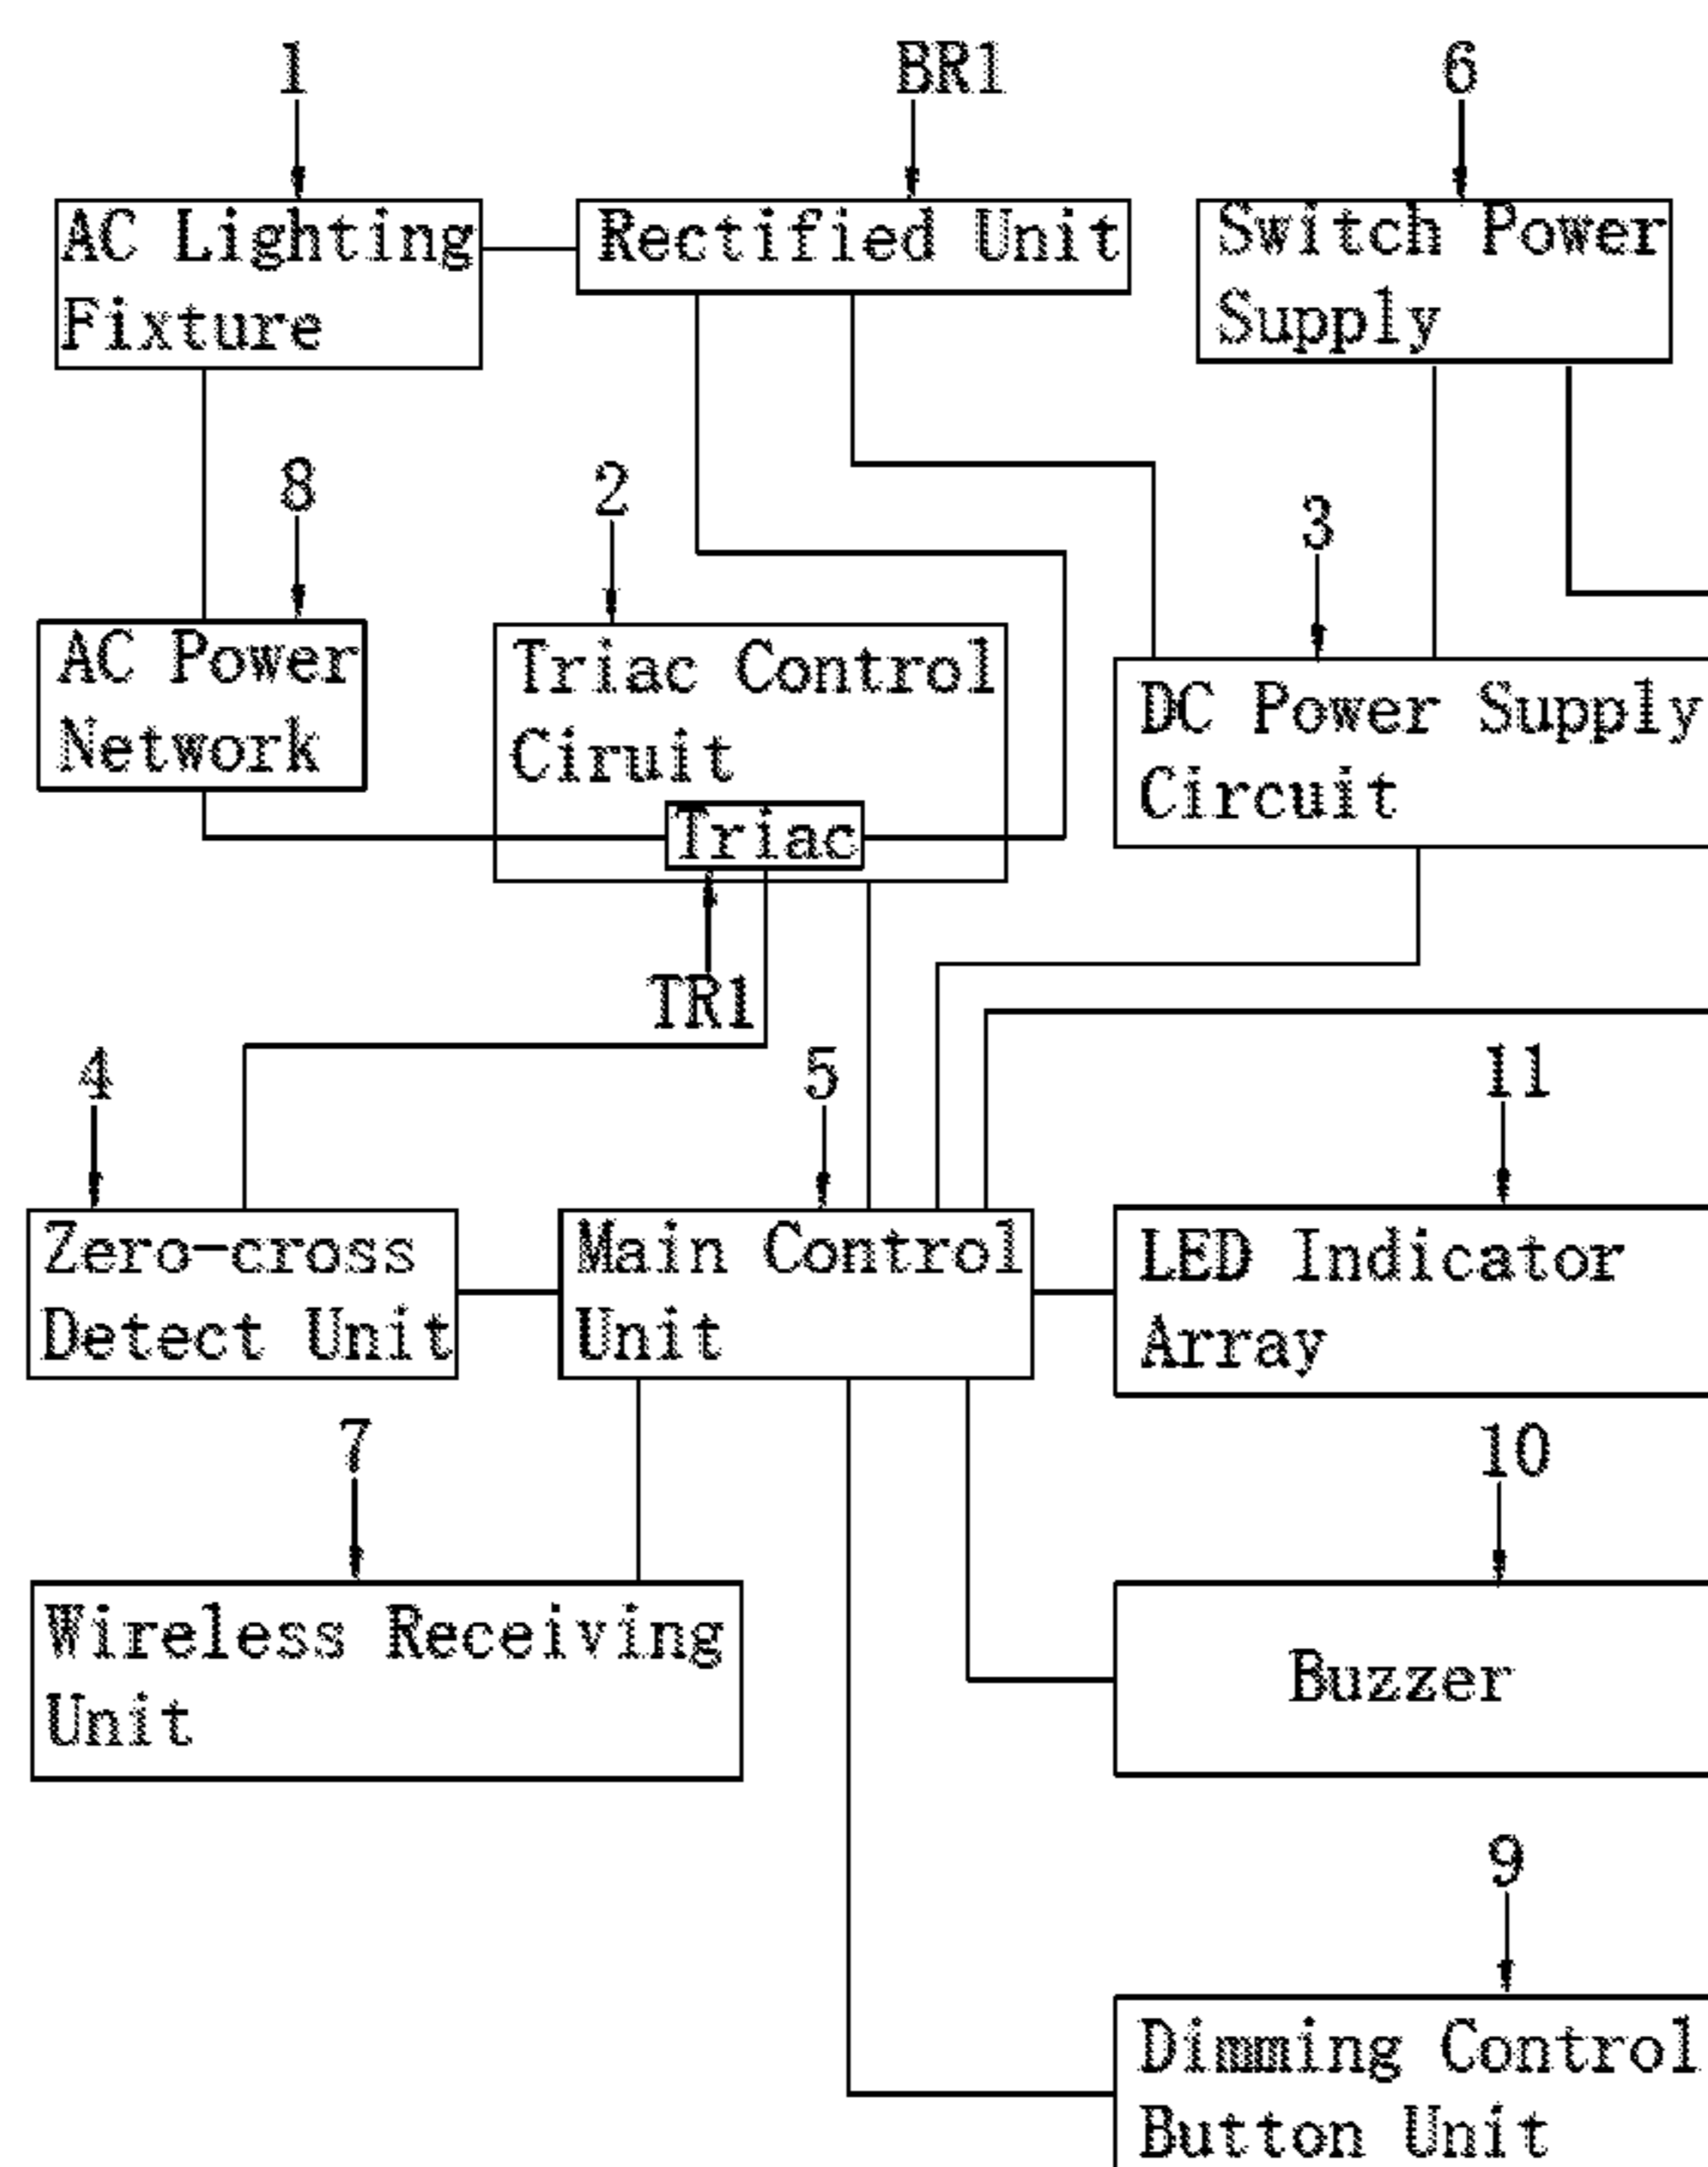 1
BR1
6
AC Lighting
Fixture
Rectified Unit
Switch Power
Supply
8
2
3
AC Power
Network
Triac Control
Ciruit
Triac
DC Power Supply
Circuit
TR1
4
5
11
Zero-cross
Detect Unit
Main Control
Unit
LED Indicator
Array
7
10
Wireless Receiving
Unit
Buzzer
9
Dimming Control
Button Unit